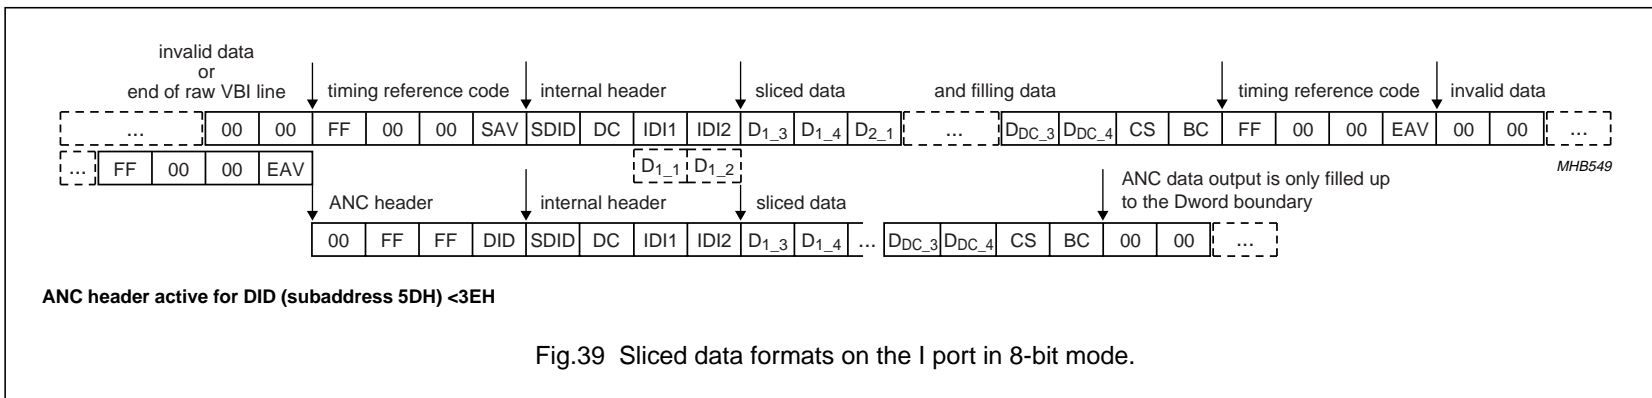 invalid data
or
end of raw VBI line
timing reference code
internal header
sliced data
and filling data
timing reference code
invalid data
... 00 00 FF 00 00 SAV SDID DC IDI1 IDI2 D1_3 D1_4 D2_1 ... DDC_3 DDC_4 CS BC FF 00 00 EAV 00 00 ...
... FF 00 00 EAV
D1_1 D1_2
MHB549
ANC header
internal header
sliced data
ANC data output is only filled up
to the Dword boundary
00 FF FF DID SDID DC IDI1 IDI2 D1_3 D1_4 ... DDC_3 DDC_4 CS BC 00 00 ...
ANC header active for DID (subaddress 5DH) <3EH
Fig.39 Sliced data formats on the I port in 8-bit mode.